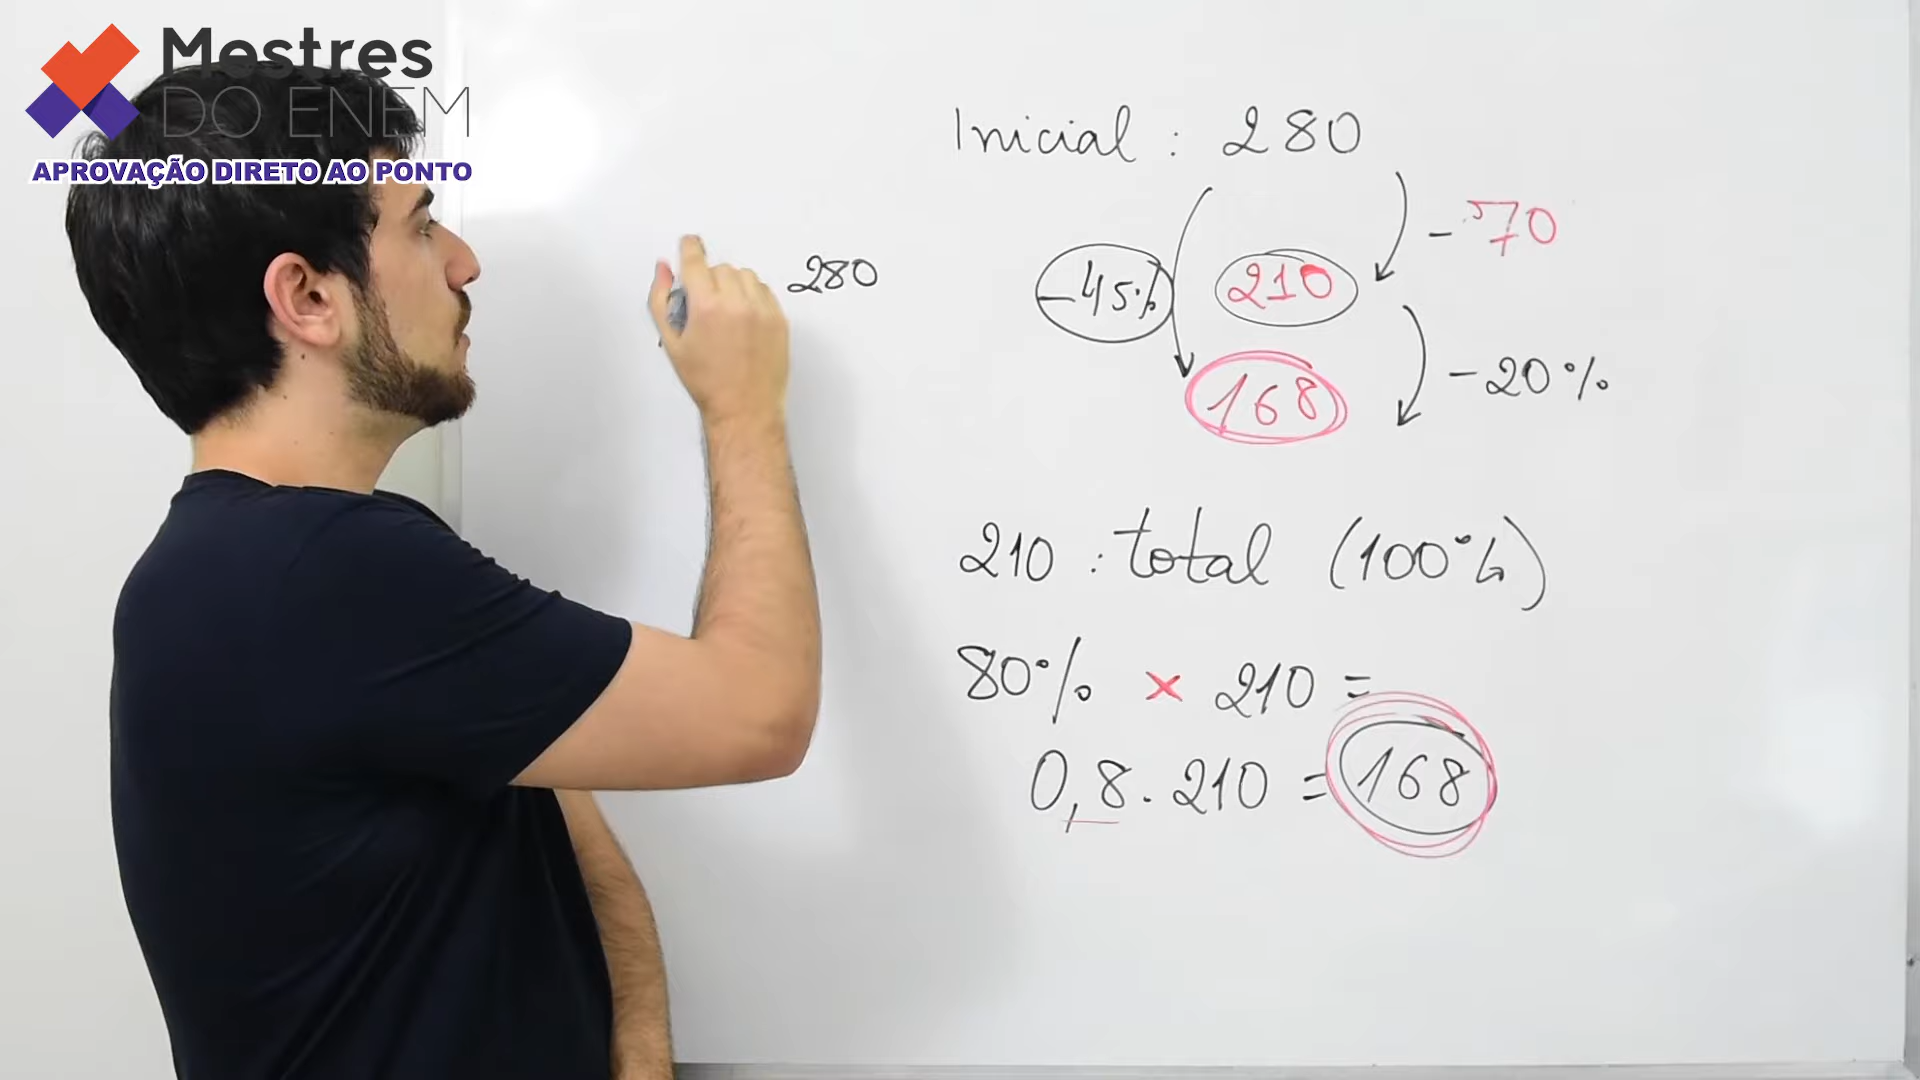 Mestres
DO ENEM
APROVAÇÃO DIRETO AO PONTO
280
Inicial : 280
- 70
-45% 210
168 -20%
210 : total (100%)
80% × 210 =
0,8 . 210 = 168